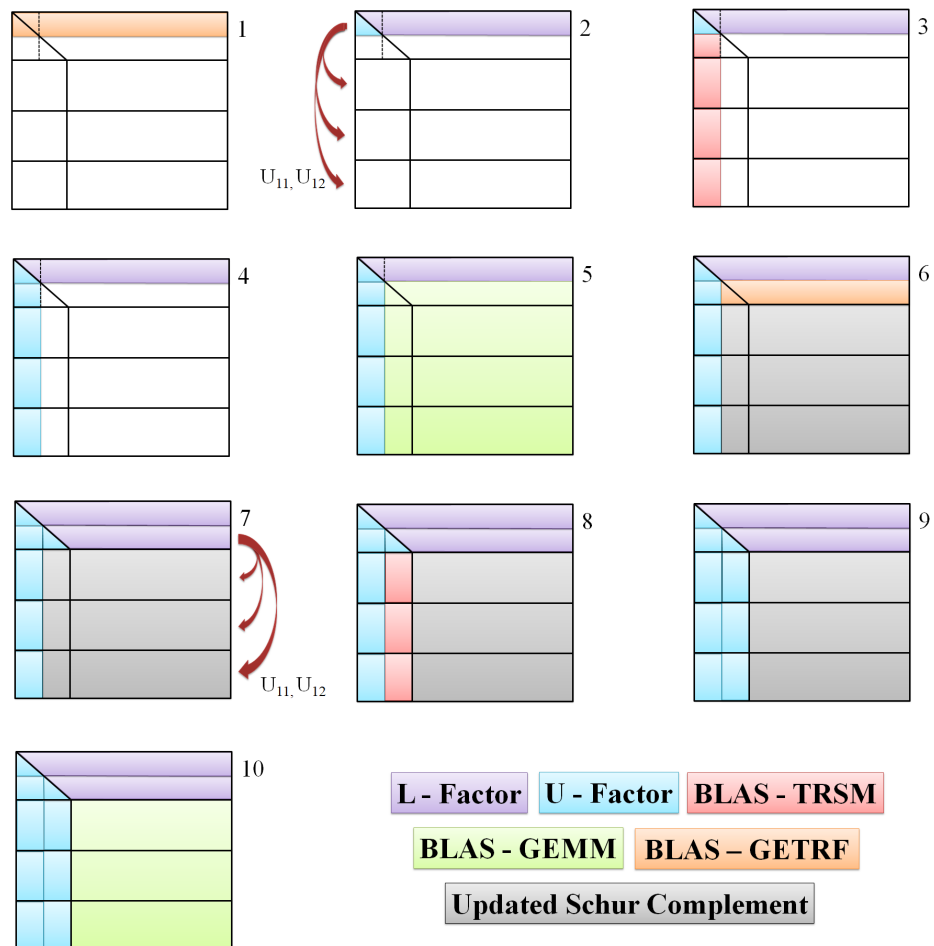 1
2
3
U11, U12
4
5
6
7
8
9
U11, U12
10
L - Factor
U - Factor
BLAS - TRSM
BLAS - GEMM
BLAS – GETRF
Updated Schur Complement